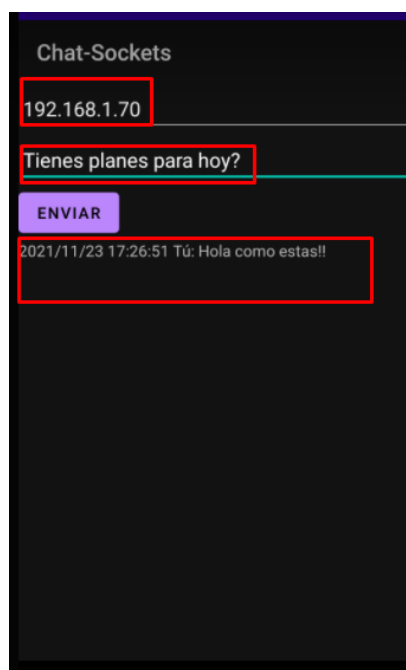 Chat-Sockets
192.168.1.70
Tienes planes para hoy?
ENVIAR
2021/11/23 17:26:51 Tú: Hola como estas!!